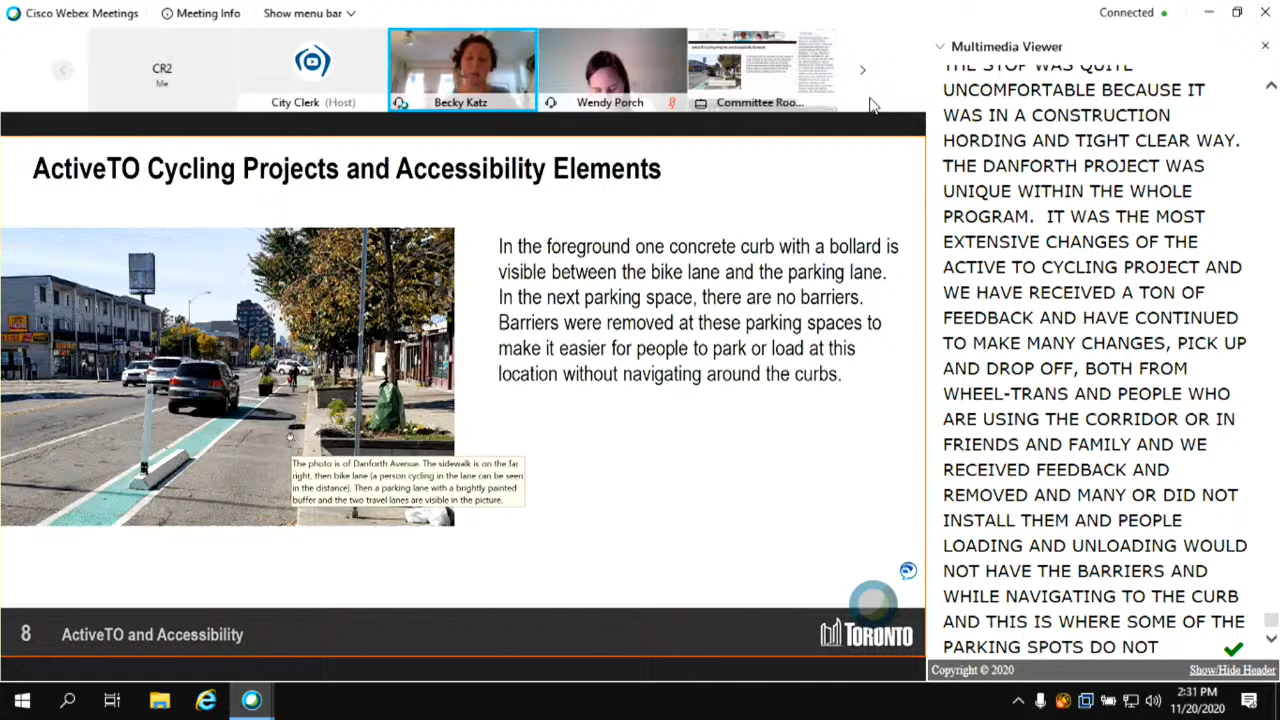 Cisco Webex Meetings
Meeting Info
Show menu bar
Connected
CR2
Me
City Clerk (Host)
Becky Katz
Wendy Porch
Committee Roo...
ActiveTO Cycling Projects and Accessibility Elements
In the foreground one concrete curb with a bollard is
visible between the bike lane and the parking lane.
In the next parking space, there are no barriers.
Barriers were removed at these parking spaces to
make it easier for people to park or load at this
location without navigating around the curbs.
The photo is of Danforth Avenue. The sidewalk is on the far
right, then bike lane (a person cycling in the lane can be seen
in the distance). Then a parking lane with a brightly painted
buffer and the two travel lanes are visible in the picture.
8
ActiveTO and Accessibility
TORONTO
Multimedia Viewer
UNCOMFORTABLE BECAUSE IT
WAS IN A CONSTRUCTION
HORDING AND TIGHT CLEAR WAY.
THE DANFORTH PROJECT WAS
UNIQUE WITHIN THE WHOLE
PROGRAM. IT WAS THE MOST
EXTENSIVE CHANGES OF THE
ACTIVE TO CYCLING PROJECT AND
WE HAVE RECEIVED A TON OF
FEEDBACK AND HAVE CONTINUED
TO MAKE MANY CHANGES, PICK UP
AND DROP OFF, BOTH FROM
WHEEL-TRANS AND PEOPLE WHO
ARE USING THE CORRIDOR OR IN
FRIENDS AND FAMILY AND WE
RECEIVED FEEDBACK AND
REMOVED AND MANY OR DID NOT
INSTALL THEM AND PEOPLE
LOADING AND UNLOADING WOULD
NOT HAVE THE BARRIERS AND
WHILE NAVIGATING TO THE CURB
AND THIS IS WHERE SOME OF THE
PARKING SPOTS DO NOT
Copyright © 2020
Show/Hide Header
2:31 PM
11/20/2020